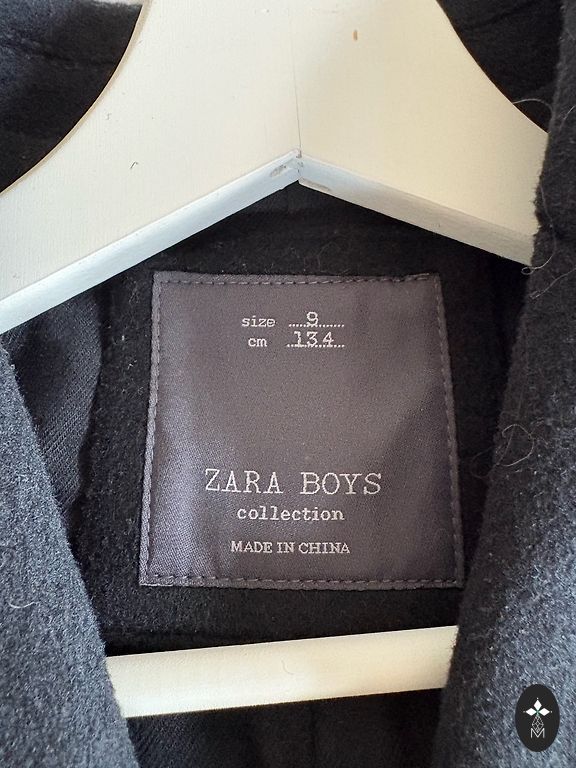 size 9
cm 134
ZARA BOYS
collection
MADE IN CHINA
M